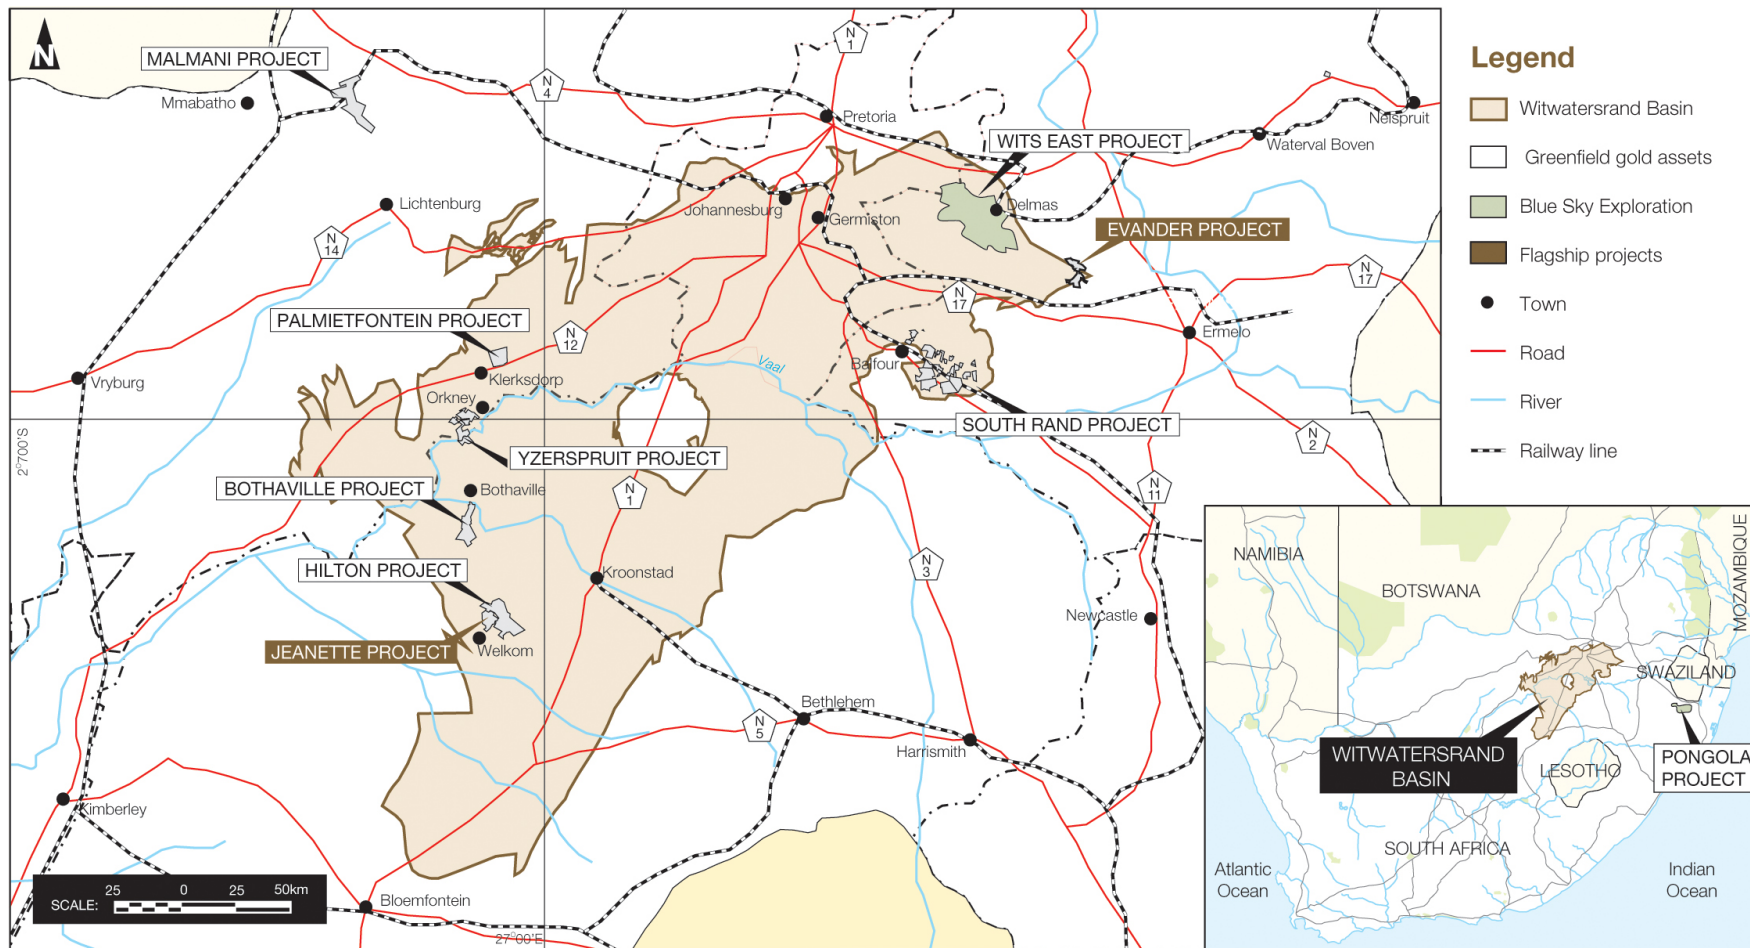 N
MALMANI PROJECT
Mmabatho
N
4
N
1
Pretoria
WITS EAST PROJECT
Nelspruit
Waterval Boven
Lichtenburg
Johannesburg
Germiston
Delmas
EVANDER PROJECT
N
14
N
17
N
17
PALMIETFONTEIN PROJECT
N
12
Ermelo
Balfour
Vaal
Vryburg
Klerksdorp
Orkney
SOUTH RAND PROJECT
N
2
2°700'S
YZERSPRUIT PROJECT
BOTHAVILLE PROJECT
Bothaville
N
1
N
11
HILTON PROJECT
Kroonstad
N
3
Newcastle
JEANETTE PROJECT
Welkom
Bethlehem
N
5
Harrismith
Kimberley
25 0 25 50km
SCALE:
Bloemfontein
27°00'E
Legend
Witwatersrand Basin
Greenfield gold assets
Blue Sky Exploration
Flagship projects
Town
Road
River
Railway line
NAMIBIA
BOTSWANA
MOZAMBIQUE
SWAZILAND
WITWATERSRAND
BASIN
LESOTHO
PONGOLA
PROJECT
SOUTH AFRICA
Atlantic
Ocean
Indian
Ocean